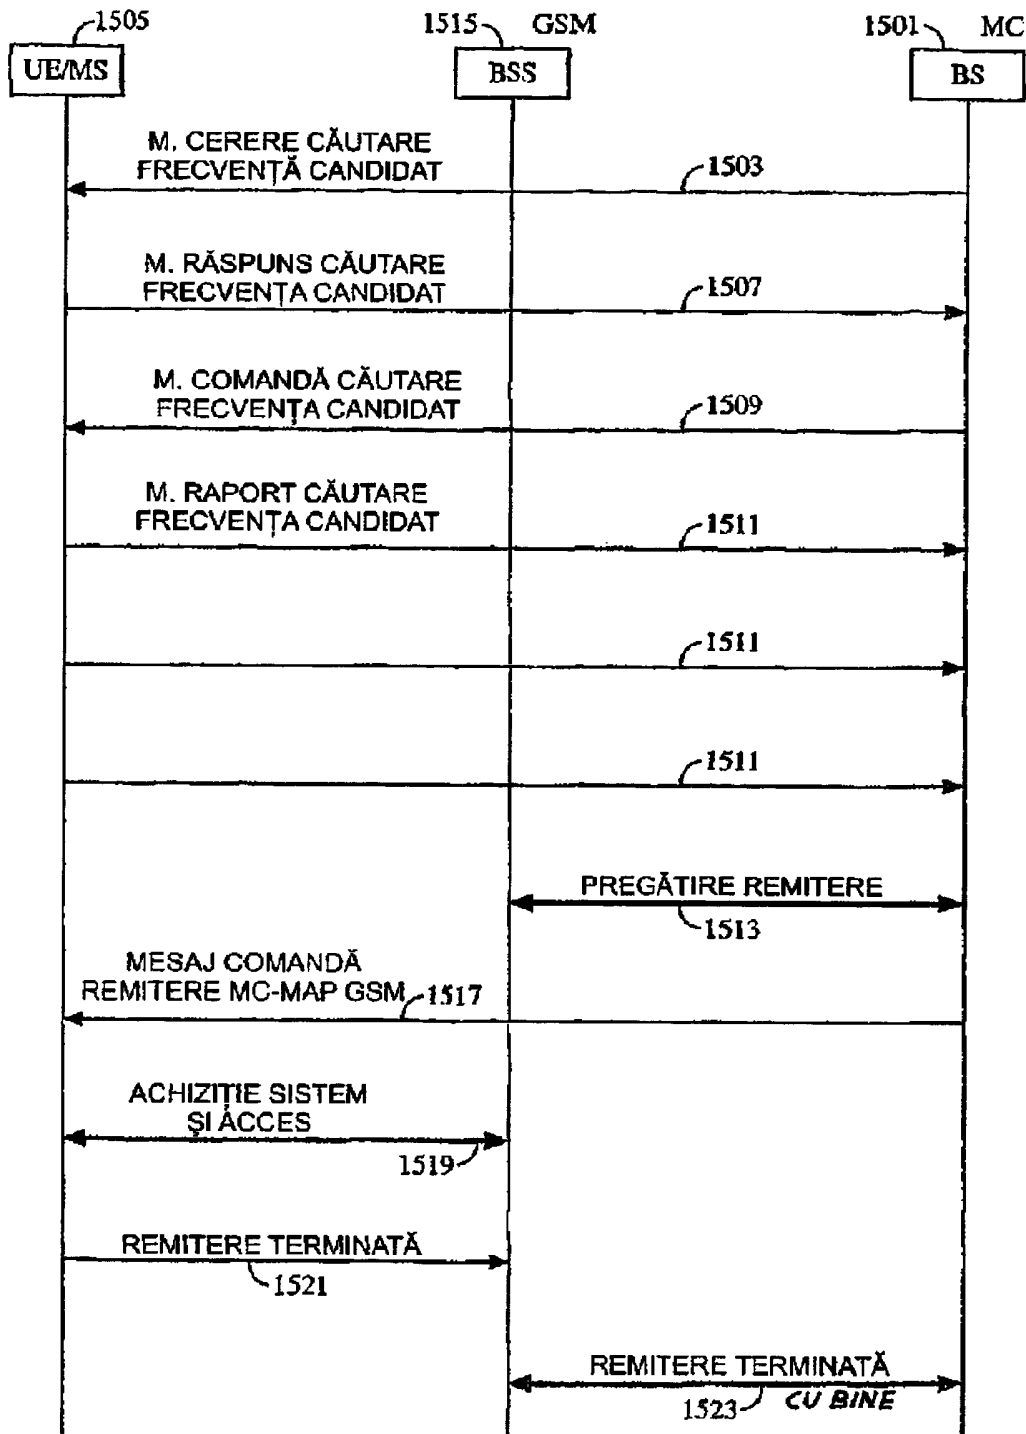 1505
1515 GSM
1501 MC
UE/MS
BSS
BS
M. CERERE CĂUTARE
FRECVENȚĂ CANDIDAT
1503
M. RĂSPUNS CĂUTARE
FRECVENȚA CANDIDAT
1507
M. COMANDĂ CĂUTARE
FRECVENȚA CANDIDAT
1509
M. RAPORT CĂUTARE
FRECVENȚA CANDIDAT
1511
1511
1511
PREGĂTIRE REMITERE
1513
MESAJ COMANDĂ
REMITERE MC-MAP GSM
1517
ACHIZIȚIE SISTEM
ȘI ACCES
1519
REMITERE TERMINATĂ
1521
REMITERE TERMINATĂ
1523 CU BINE